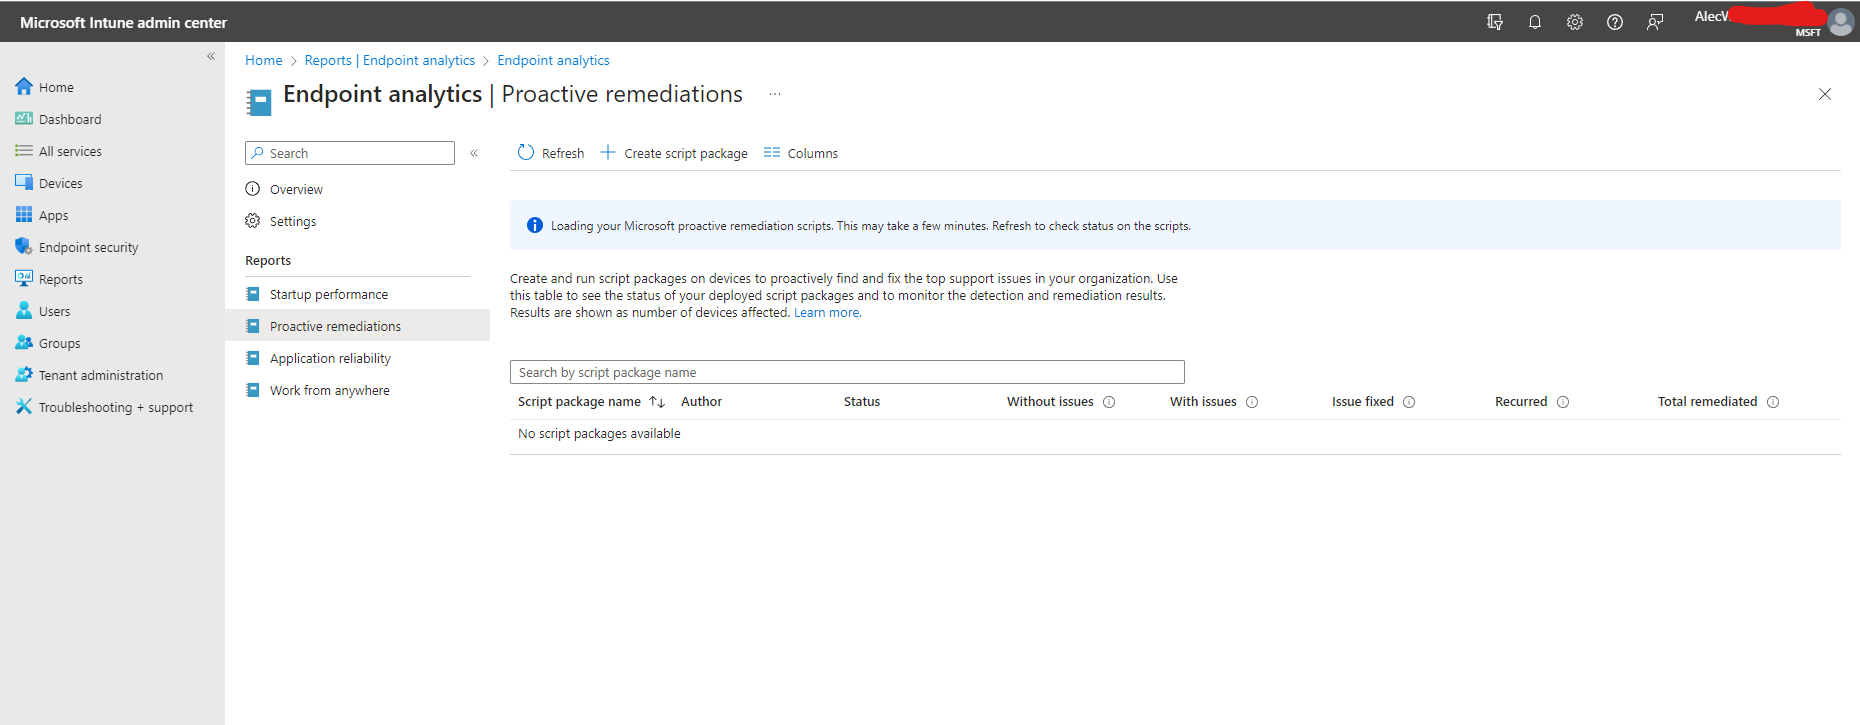 Microsoft Intune admin center
MSFT
Home
Dashboard
All services
Devices
Apps
Endpoint security
Reports
Users
Groups
Tenant administration
Troubleshooting + support
Home > Reports | Endpoint analytics > Endpoint analytics
Endpoint analytics | Proactive remediations ...
Search
Overview
Settings
Reports
Startup performance
Proactive remediations
Application reliability
Work from anywhere
Refresh Create script package Columns
Loading your Microsoft proactive remediation scripts. This may take a few minutes. Refresh to check status on the scripts.
Create and run script packages on devices to proactively find and fix the top support issues in your organization. Use
this table to see the status of your deployed script packages and to monitor the detection and remediation results.
Results are shown as number of devices affected. Learn more.
Search by script package name
Script package name Author Status Without issues With issues Issue fixed Recurred Total remediated
No script packages available